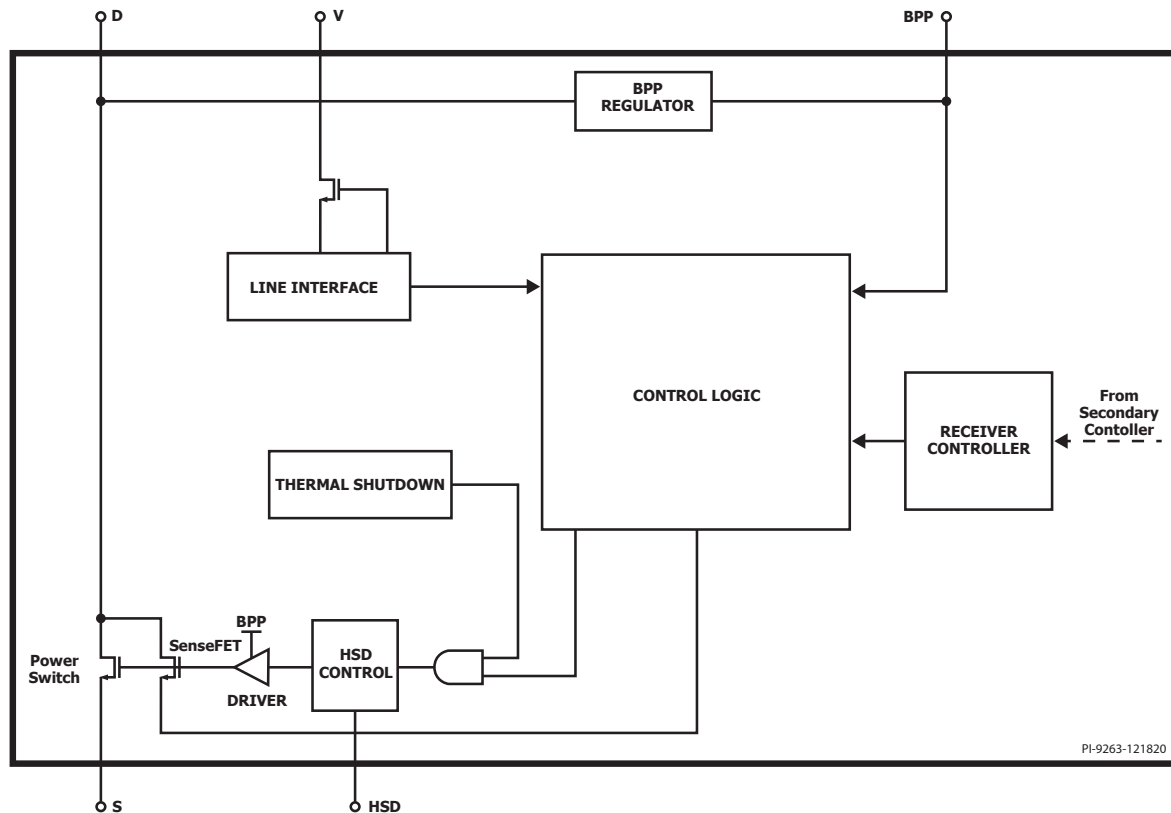 D
V
BPP
BPP
REGULATOR
LINE INTERFACE
CONTROL LOGIC
RECEIVER
CONTROLLER
From
Secondary
Contoller
THERMAL SHUTDOWN
Power
Switch
SenseFET
BPP
DRIVER
HSD
CONTROL
PI-9263-121820
S
HSD